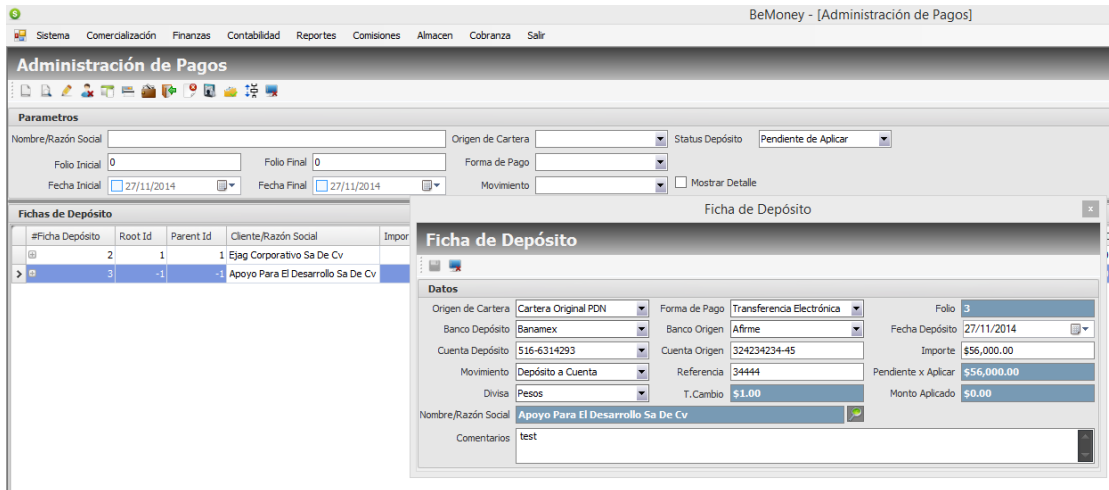 BeMoney - [Administración de Pagos]
Sistema Comercialización Finanzas Contabilidad Reportes Comisiones Almacen Cobranza Salir
Administración de Pagos
Parametros
Nombre/Razón Social Origen de Cartera Status Depósito Pendiente de Aplicar
Folio Inicial 0 Folio Final 0 Forma de Pago
Fecha Inicial 27/11/2014 Fecha Final 27/11/2014 Movimiento Mostrar Detalle
Fichas de Depósito
#Ficha Depósito Root Id Parent Id Cliente/Razón Social Impor
2 1 1 Ejag Corporativo Sa De Cv
3 -1 -1 Apoyo Para El Desarrollo Sa De Cv
Ficha de Depósito
Ficha de Depósito
Datos
Origen de Cartera Cartera Original PDN Forma de Pago Transferencia Electrónica Folio 3
Banco Depósito Banamex Banco Origen Afirme Fecha Depósito 27/11/2014
Cuenta Depósito 516-6314293 Cuenta Origen 324234234-45 Importe $56,000.00
Movimiento Depósito a Cuenta Referencia 34444 Pendiente x Aplicar $56,000.00
Divisa Pesos T.Cambio $1.00 Monto Aplicado $0.00
Nombre/Razón Social Apoyo Para El Desarrollo Sa De Cv
Comentarios test